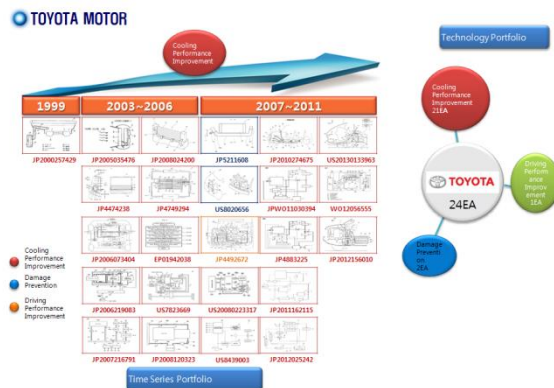 TOYOTA MOTOR
Cooling
Performance
Improvement
Technology Portfolio
1999
2003~2006
2007~2011
JP2000257429
JP2005035476
JP2008024200
JP5211608
JP2010274675
US20130133963
JP4474238
JP4749294
US8020656
JPWO11030394
WO12056555
JP2006073404
EP01942038
JP4492672
JP4883225
JP2012156010
JP2006219083
US7823669
US20080223317
JP2011162115
JP2007216791
JP2008120323
US8439003
JP2012025242
Cooling
Performance
Improvement
Damage
Prevention
Driving
Performance
Improvement
Time Series Portfolio
Cooling
Performance
Improvement
21EA
TOYOTA
24EA
Driving
Perform
ance
Improv
ement
1EA
Damage
Preventi
on
2EA